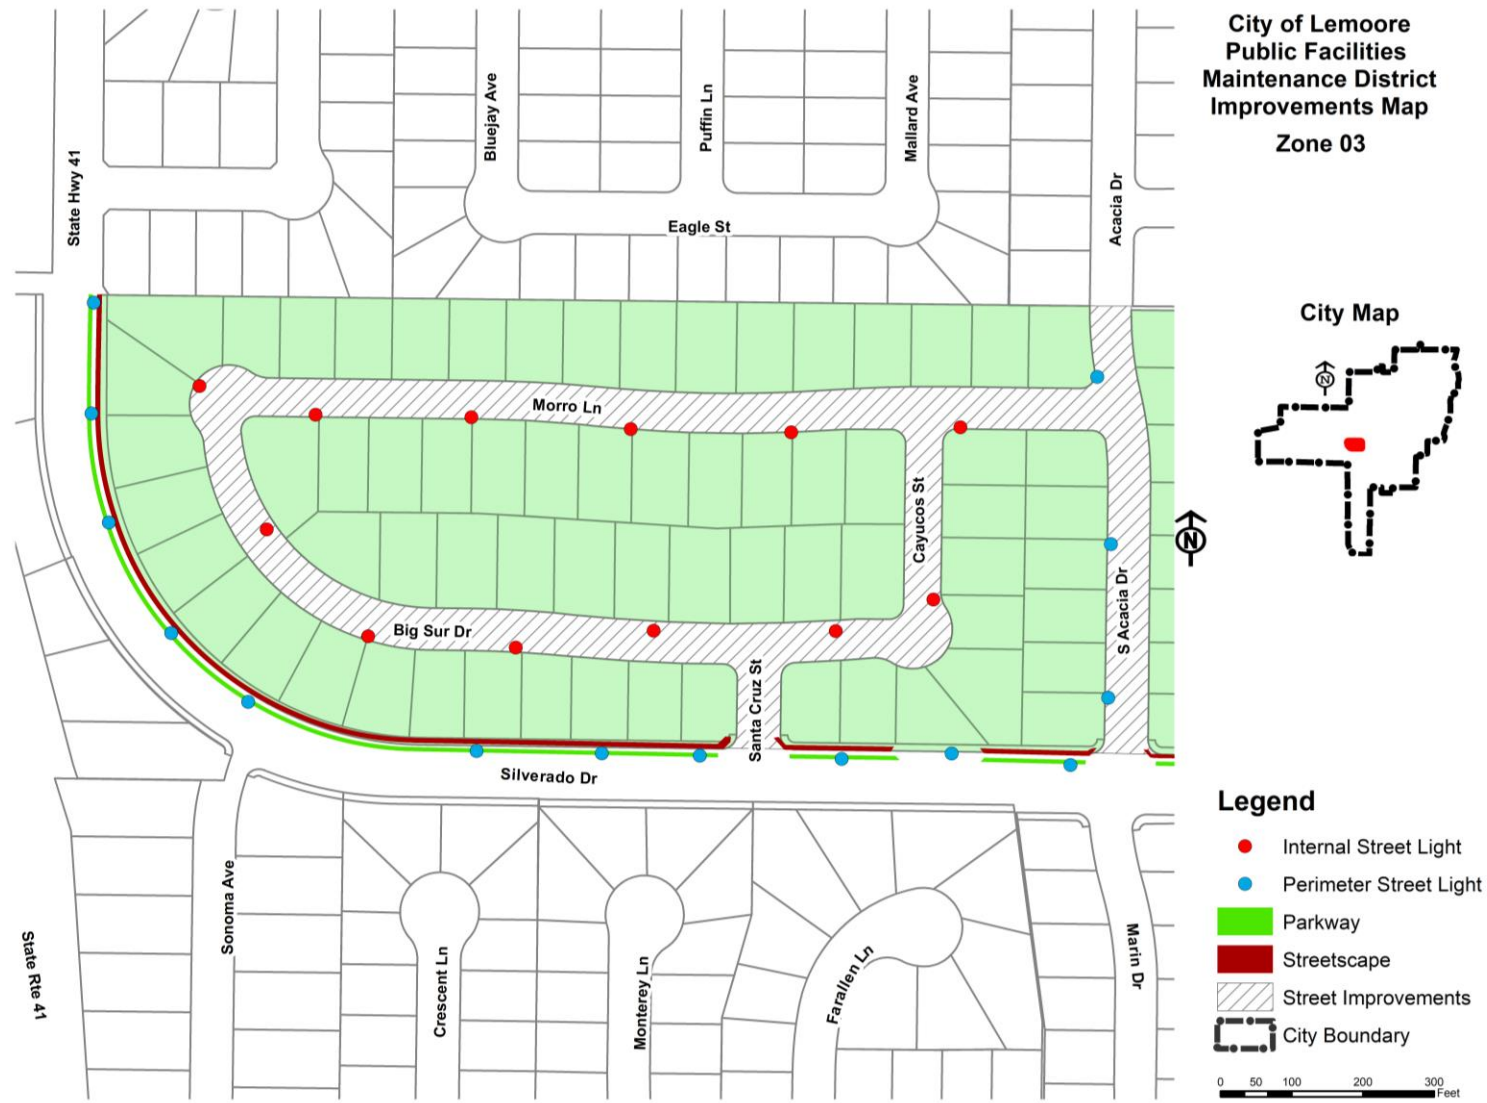 City of Lemoore
Public Facilities
Maintenance District
Improvements Map
Zone 03
State Hwy 41
Bluejay Ave
Puffin Ln
Mallard Ave
Acacia Dr
Eagle St
City Map
N
Morro Ln
Cayucos St
N
S Acacia Dr
Big Sur Dr
Santa Cruz St
Silverado Dr
Sonoma Ave
State Rte 41
Crescent Ln
Monterey Ln
Farallen Ln
Marin Dr
Legend
Internal Street Light
Perimeter Street Light
Parkway
Streetscape
Street Improvements
City Boundary
0 50 100 200 300
Feet